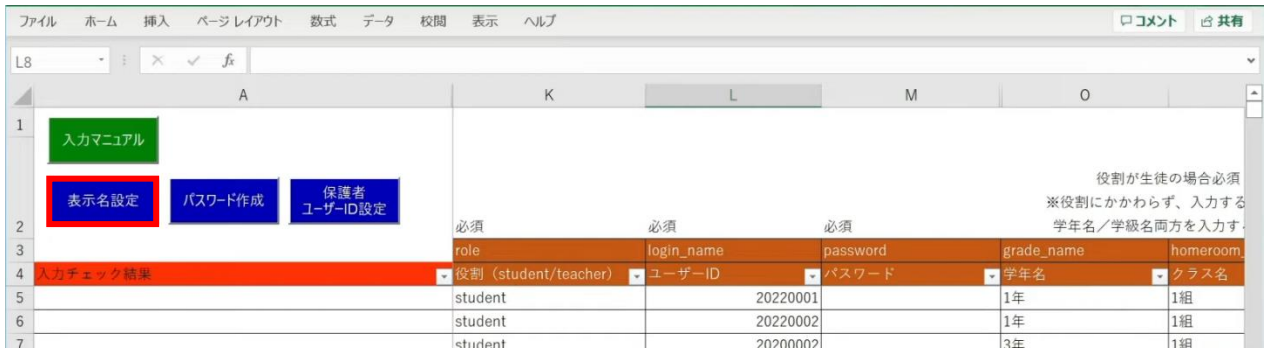 ファイル ホーム 挿入 ページ レイアウト 数式 データ 校閲 表示 ヘルプ コメント 共有
L8 fx
A K L M O
1
入力マニュアル
表示名設定 パスワード作成 保護者
ユーザーID設定
役割が生徒の場合必須
※役割にかかわらず、入力する
2 必須 必須 必須 学年名／学級名両方を入力す
3 role login_name password grade_name homeroom_
4 入力チェック結果 役割（student/teacher） ユーザーID パスワード 学年名 クラス名
5 student 20220001 1年 1組
6 student 20220002 1年 1組
7 student 20200002 3年 1組